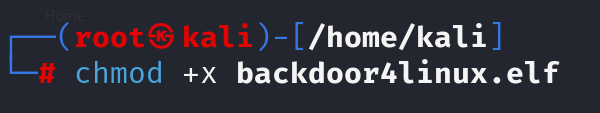 Home
┌──(root㉿kali)-[/home/kali]
└─# chmod +x backdoor4linux.elf